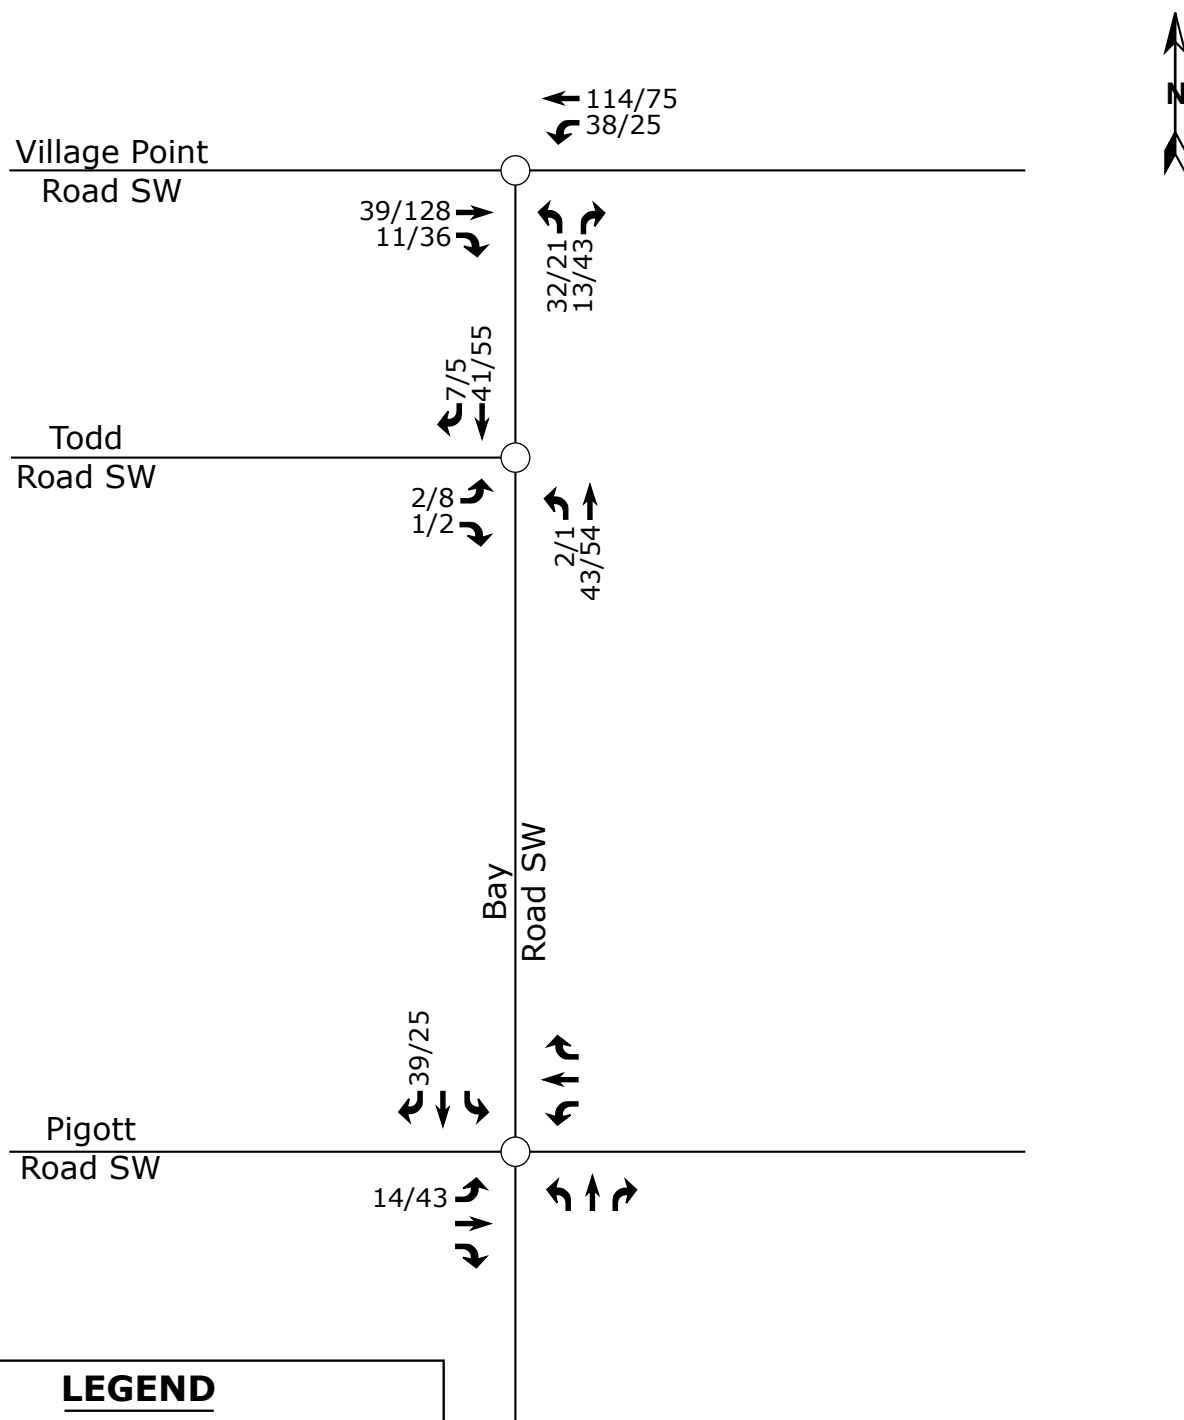 N
114/75
38/25
Village Point
Road SW
39/128
11/36
32/21
13/43
7/5
41/55
Todd
Road SW
2/8
1/2
2/1
43/54
Bay
Road SW
39/25
Pigott
Road SW
14/43
LEGEND